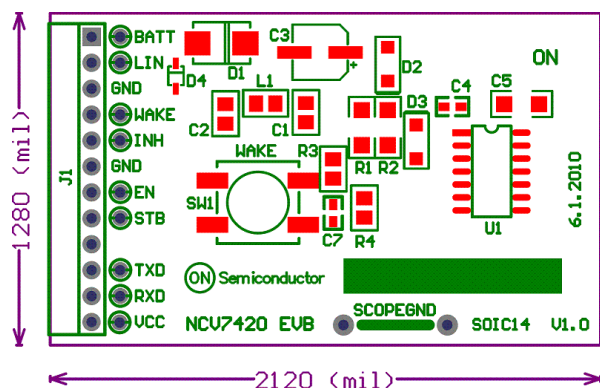 1280 (mil)
J1
BATT
LIN
GND
WAKE
INH
GND
EN
STB
TXD
RXD
VCC
D4
D1
C3
+
D2
ON
L1
C2
C1
D3
C4
C5
WAKE
R3
R1
R2
SW1
C7
R4
U1
6.1.2010
ON Semiconductor
SCOPEGND
NCV7420 EVB
SOIC14 V1.0
2120 (mil)